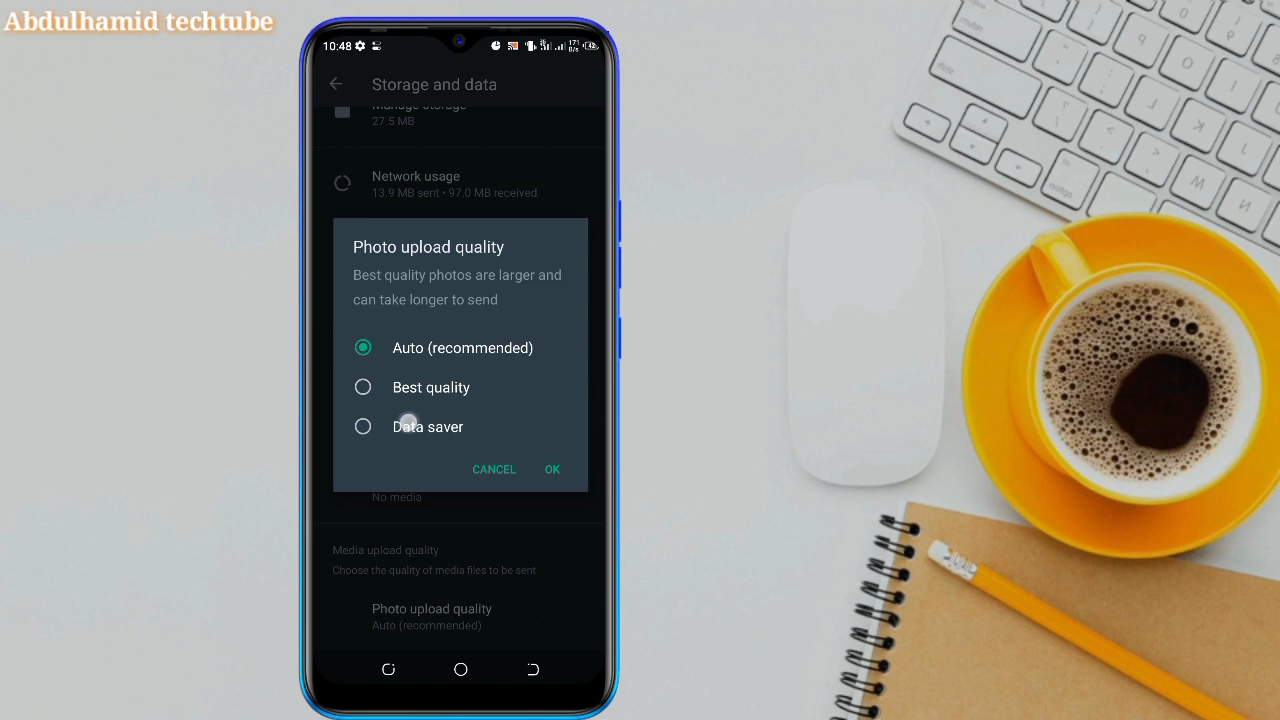 Abdulhamid techtube
10:48
Storage and data
Manage storage
27.5 MB
Network usage
13.9 MB sent • 97.0 MB received
Photo upload quality
Best quality photos are larger and
can take longer to send
Auto (recommended)
Best quality
Data saver
CANCEL OK
No media
Media upload quality
Choose the quality of media files to be sent
Photo upload quality
Auto (recommended)